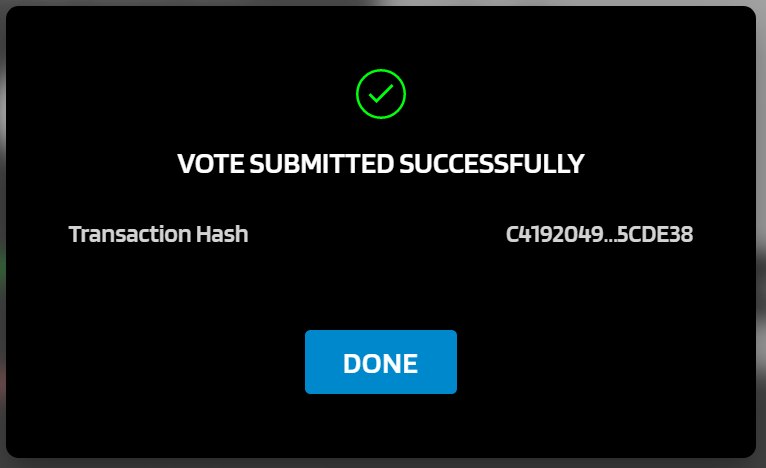 VOTE SUBMITTED SUCCESSFULLY
Transaction Hash C4192049...5CDE38
DONE